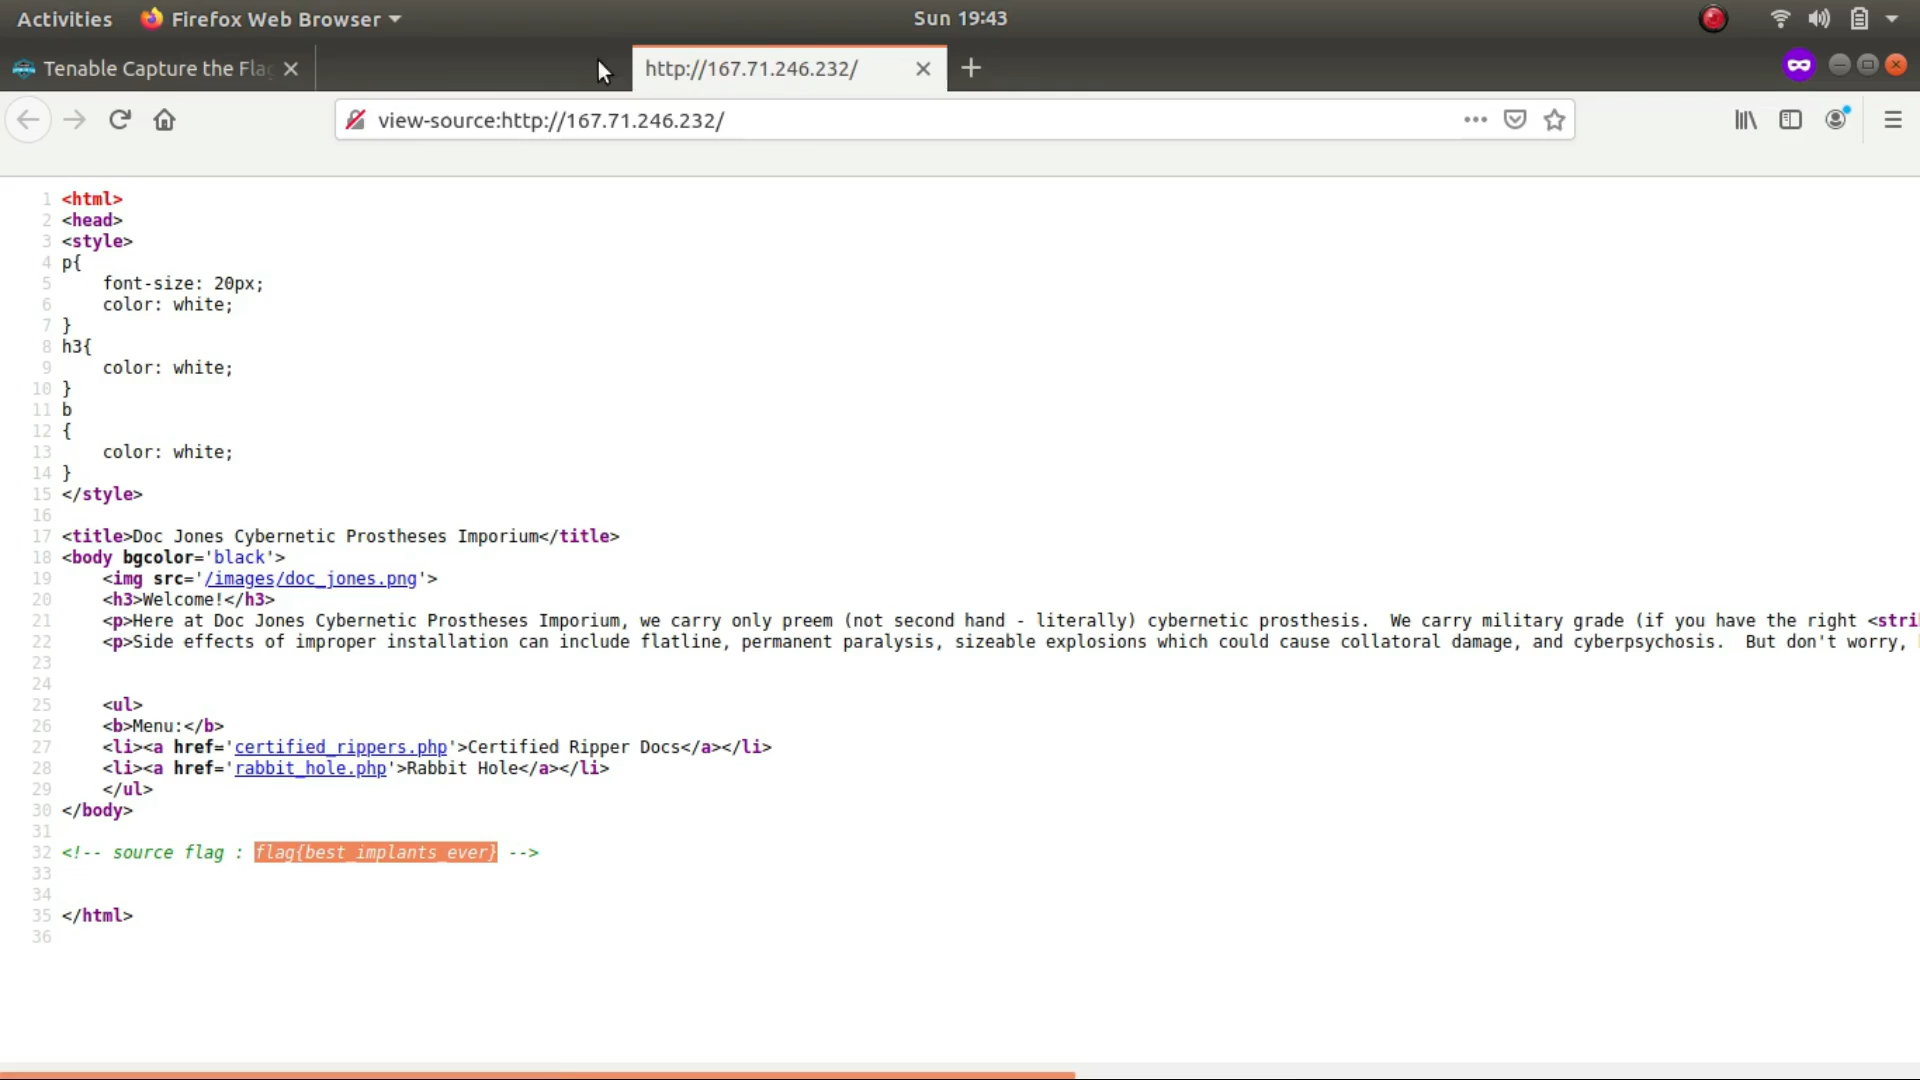 Activities Firefox Web Browser Sun 19:43
Tenable Capture the Flag http://167.71.246.232/
view-source:http://167.71.246.232/
1 <html>
2 <head>
3 <style>
4 p{
5     font-size: 20px;
6     color: white;
7 }
8 h3{
9     color: white;
10 }
11 b
12 {
13     color: white;
14 }
15 </style>
16
17 <title>Doc Jones Cybernetic Prostheses Imporium</title>
18 <body bgcolor='black'>
19     <img src='/images/doc_jones.png'>
20     <h3>Welcome!</h3>
21     <p>Here at Doc Jones Cybernetic Prostheses Imporium, we carry only preem (not second hand - literally) cybernetic prosthesis.  We carry military grade (if you have the right <stri
22     <p>Side effects of improper installation can include flatline, permanent paralysis, sizeable explosions which could cause collatoral damage, and cyberpsychosis.  But don't worry,
23
24
25     <ul>
26     <b>Menu:</b>
27     <li><a href='certified_rippers.php'>Certified Ripper Docs</a></li>
28     <li><a href='rabbit_hole.php'>Rabbit Hole</a></li>
29     </ul>
30 </body>
31
32 <!-- source flag : flag{best_implants_ever} -->
33
34
35 </html>
36